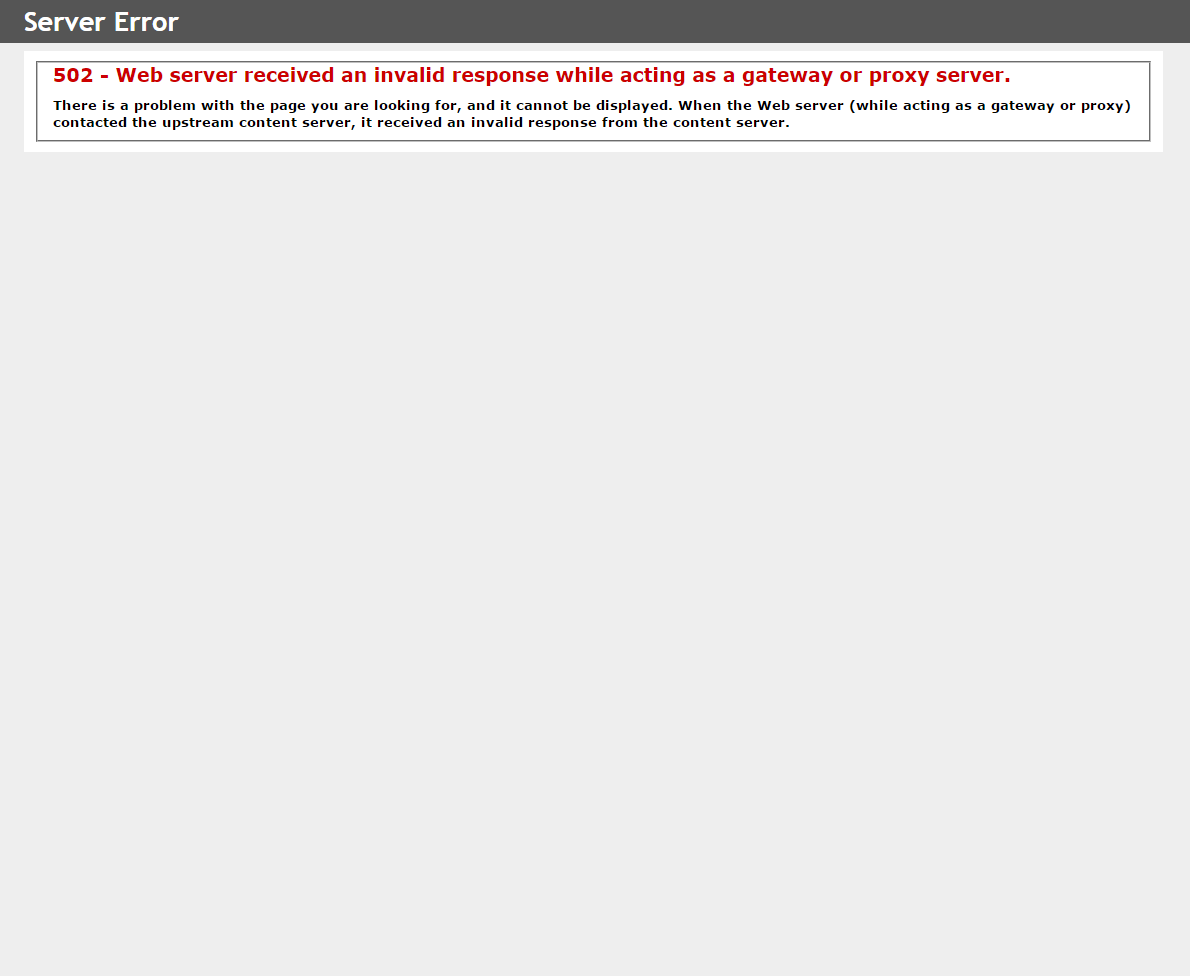 Server Error
502 - Web server received an invalid response while acting as a gateway or proxy server.
There is a problem with the page you are looking for, and it cannot be displayed. When the Web server (while acting as a gateway or proxy)
contacted the upstream content server, it received an invalid response from the content server.